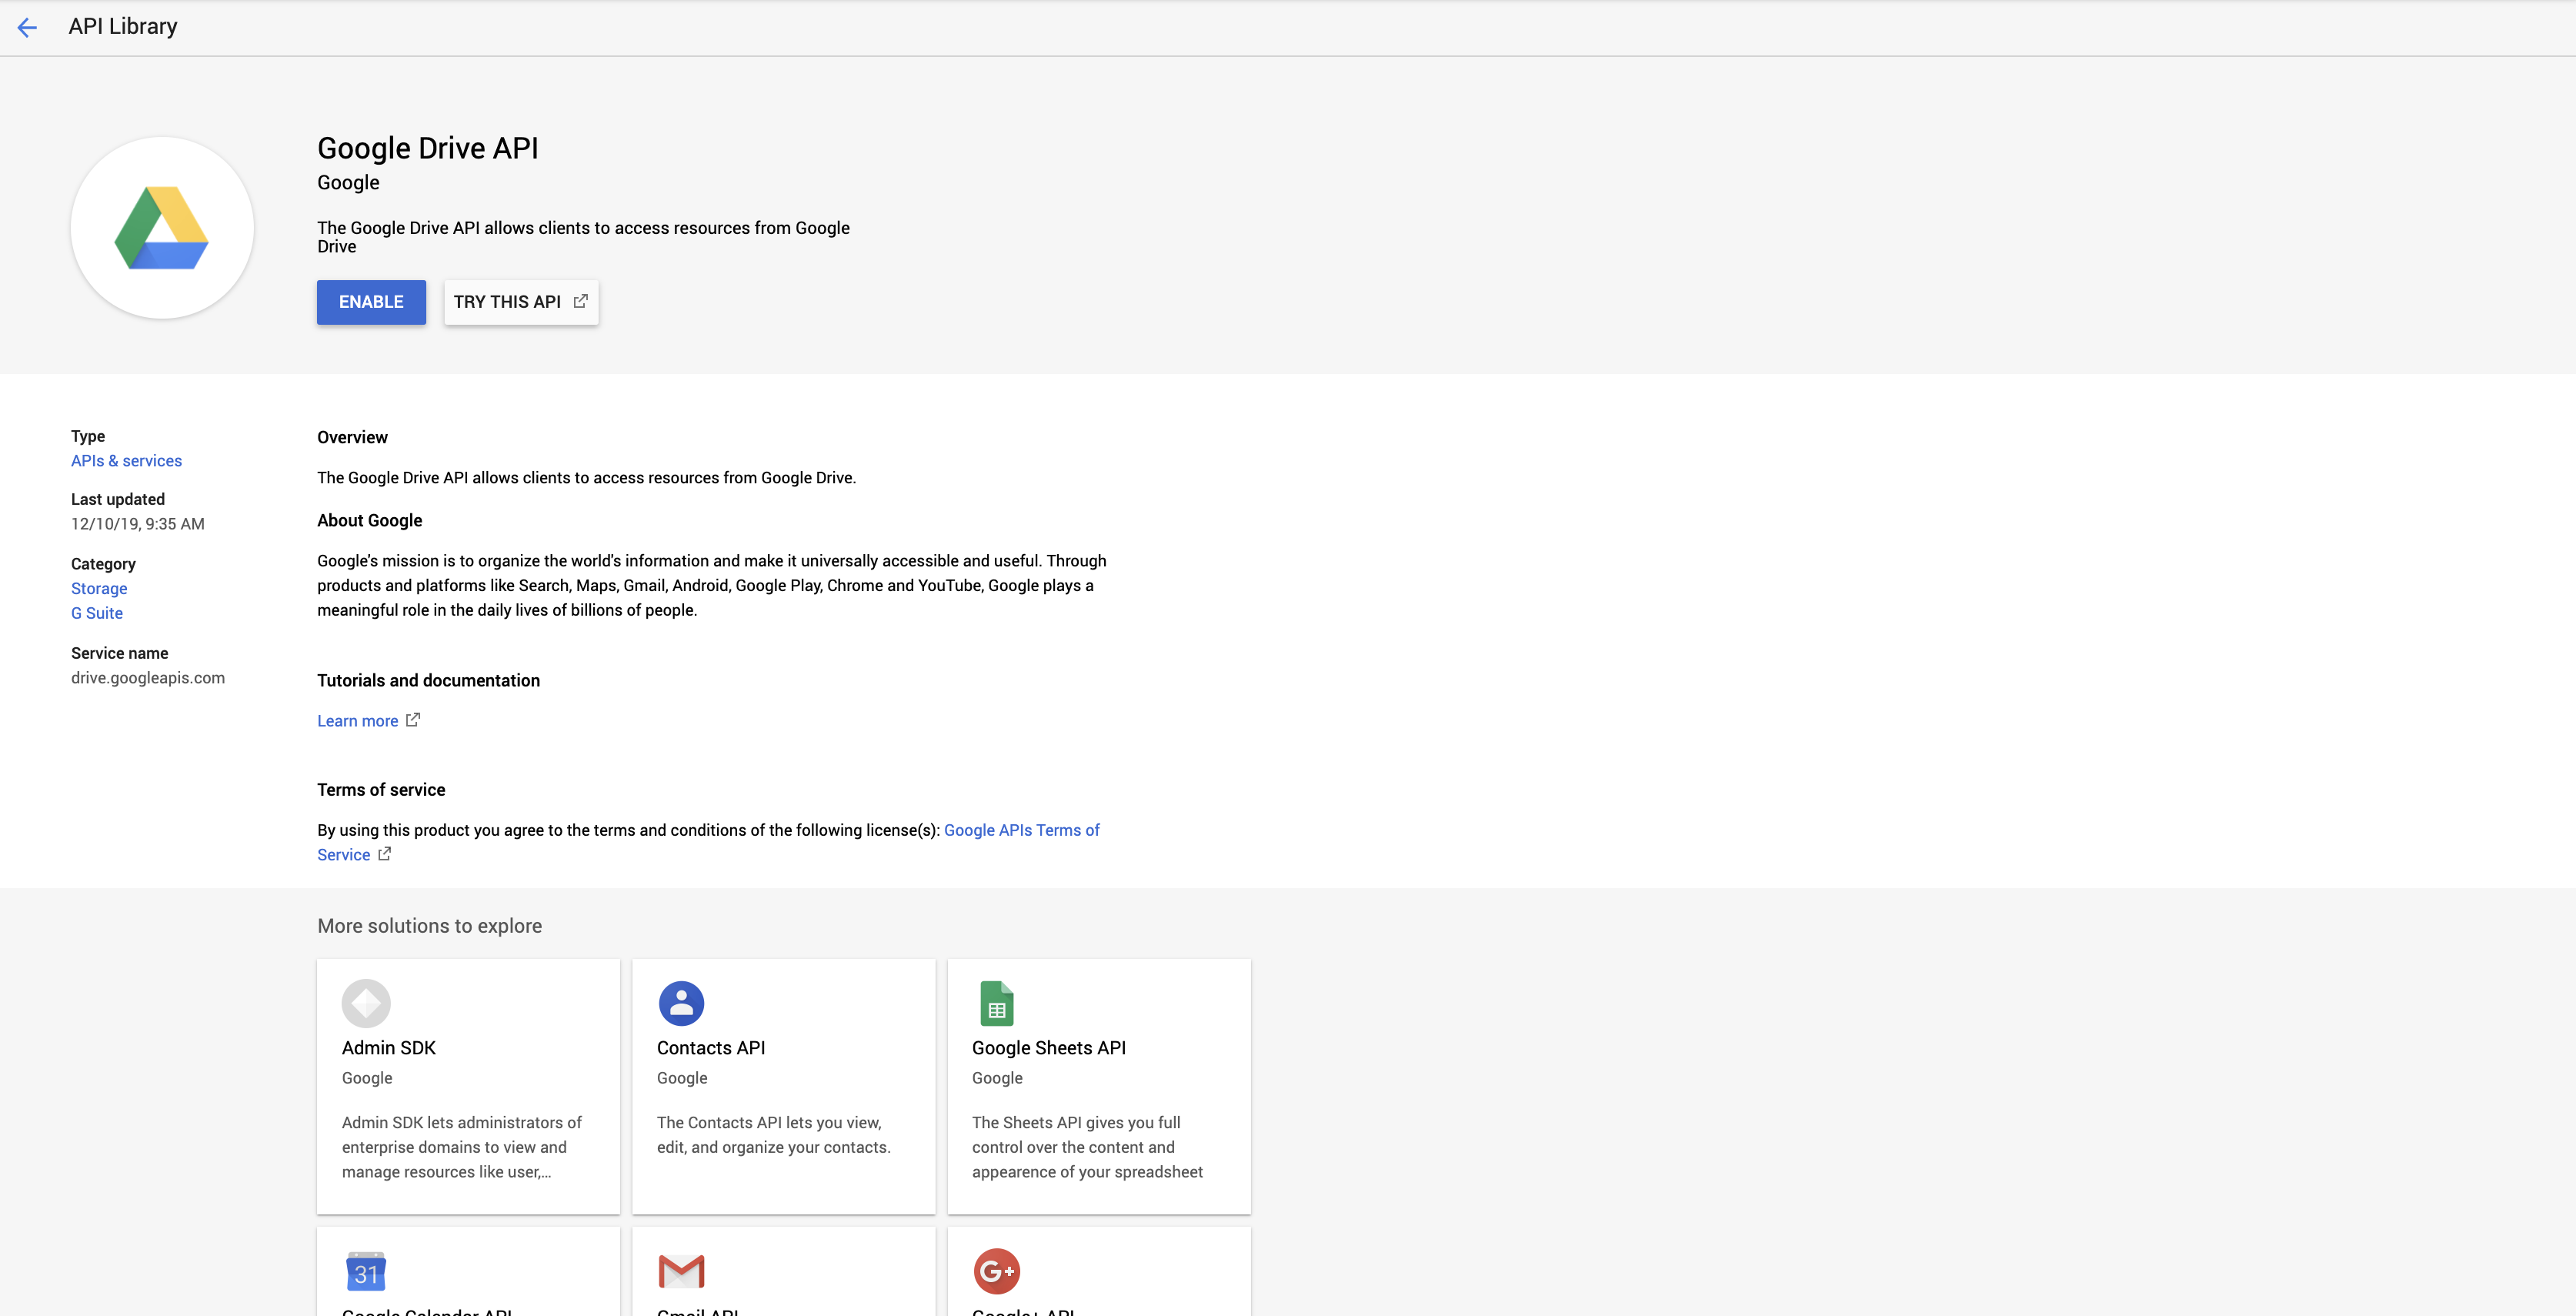 API Library
Google Drive API
Google
The Google Drive API allows clients to access resources from Google
Drive
ENABLE
TRY THIS API
Type
APIs & services
Last updated
12/10/19, 9:35 AM
Category
Storage
G Suite
Service name
drive.googleapis.com
Overview
The Google Drive API allows clients to access resources from Google Drive.
About Google
Google's mission is to organize the world's information and make it universally accessible and useful. Through
products and platforms like Search, Maps, Gmail, Android, Google Play, Chrome and YouTube, Google plays a
meaningful role in the daily lives of billions of people.
Tutorials and documentation
Learn more
Terms of service
By using this product you agree to the terms and conditions of the following license(s): Google APIs Terms of
Service
More solutions to explore
Admin SDK
Google
Admin SDK lets administrators of
enterprise domains to view and
manage resources like user,...
Contacts API
Google
The Contacts API lets you view,
edit, and organize your contacts.
Google Sheets API
Google
The Sheets API gives you full
control over the content and
appearence of your spreadsheet
31
Google Calendar API
Gmail API
G+
Google+ API